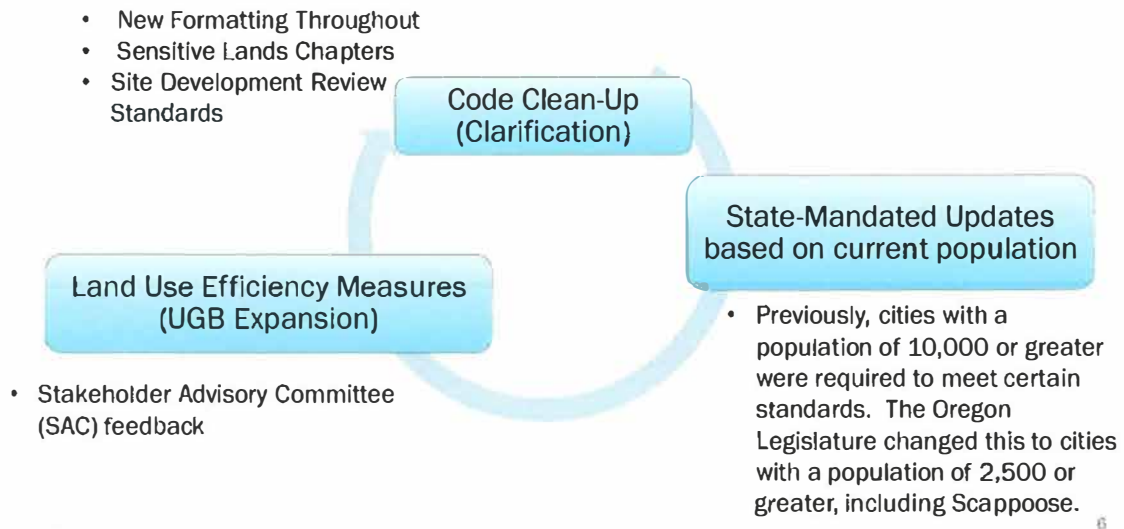 • New Formatting Throughout
• Sensitive Lands Chapters
• Site Development Review
Standards
Code Clean-Up
(Clarification)
State-Mandated Updates
based on current population
• Previously, cities with a
population of 10,000 or greater
were required to meet certain
standards. The Oregon
Legislature changed this to cities
with a population of 2,500 or
greater, including Scappoose.
Land Use Efficiency Measures
(UGB Expansion)
• Stakeholder Advisory Committee
(SAC) feedback
6